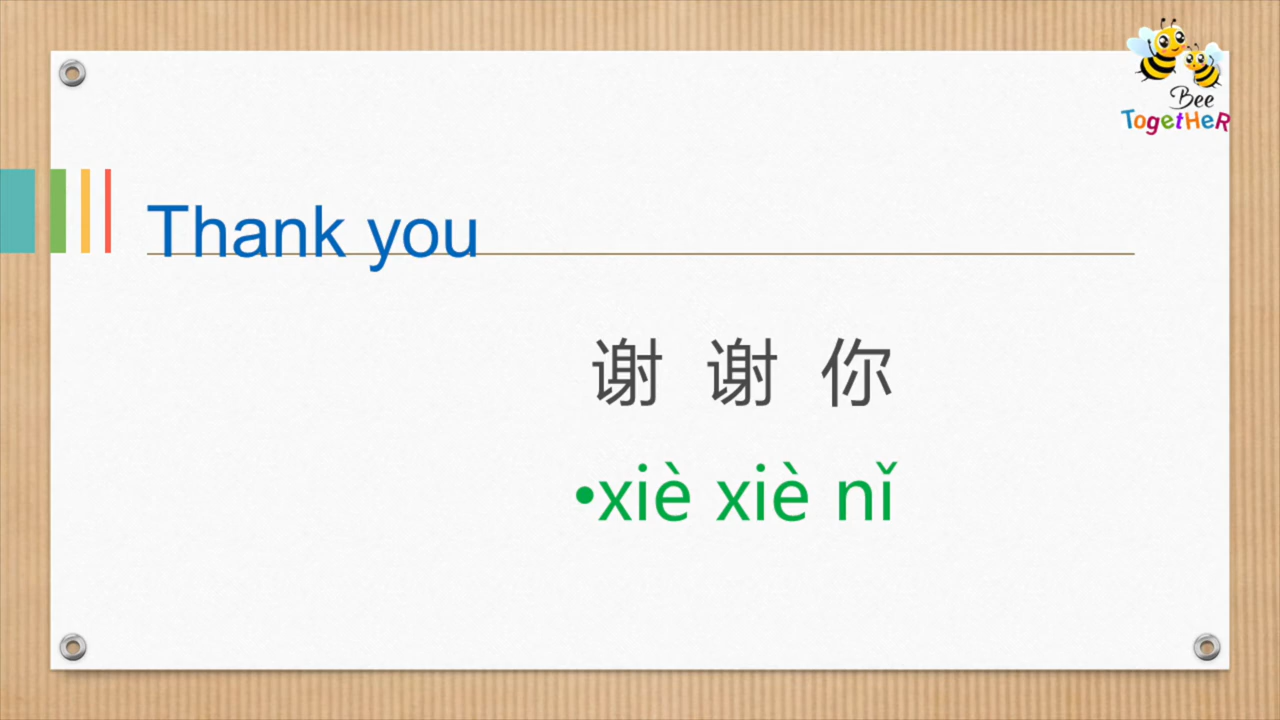 Bee
TogetHeR
Thank you
谢 谢 你
•xiè xiè nǐ